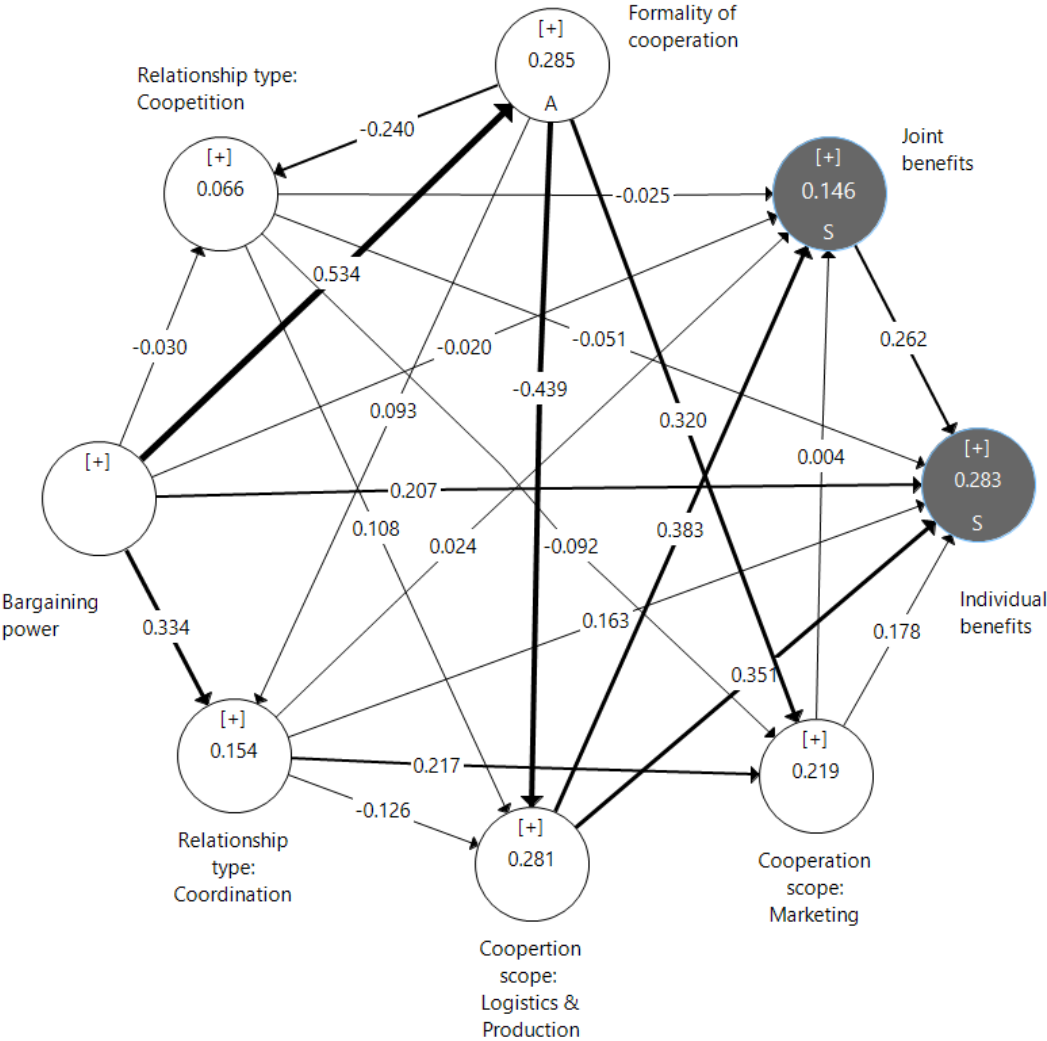 Formality of
cooperation
[+]
0.285
A
Relationship type:
Coopetition
-0.240
[+]
0.066
Joint
benefits
[+]
0.146
S
-0.025
0.534
-0.030
-0.020
-0.051
0.262
-0.439
0.093
0.320
0.004
[+]
[+]
0.283
S
0.207
0.108
0.024
-0.092
0.383
Bargaining
power
0.334
Individual
benefits
0.163
0.178
0.351
[+]
0.154
0.217
[+]
0.219
-0.126
Relationship
type:
Coordination
[+]
0.281
Cooperation
scope:
Marketing
Coopertion
scope:
Logistics &
Production